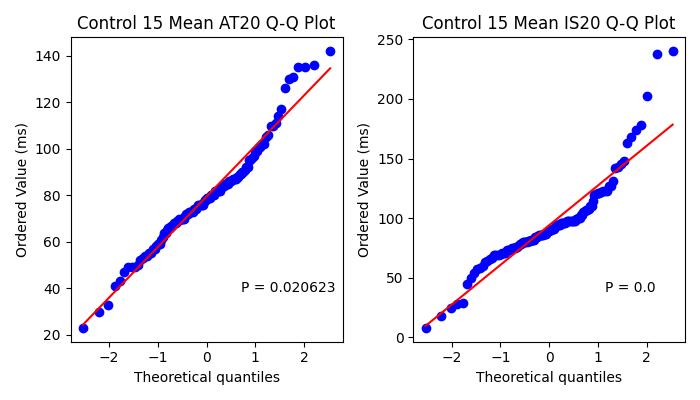 Control 15 Mean AT20 Q-Q Plot
Ordered Value (ms)
140
120
100
80
60
40
20
P = 0.020623
−2
−1
0
1
2
Theoretical quantiles
Control 15 Mean IS20 Q-Q Plot
Ordered Value (ms)
250
200
150
100
50
0
P = 0.0
−2
−1
0
1
2
Theoretical quantiles